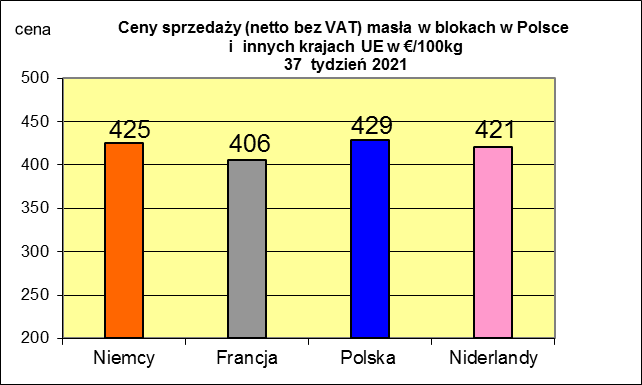 cena
Ceny sprzedaży (netto bez VAT) masła w blokach w Polsce
i innych krajach UE w €/100kg
37 tydzień 2021
500
450
400
350
300
250
200
425
406
429
421
Niemcy
Francja
Polska
Niderlandy